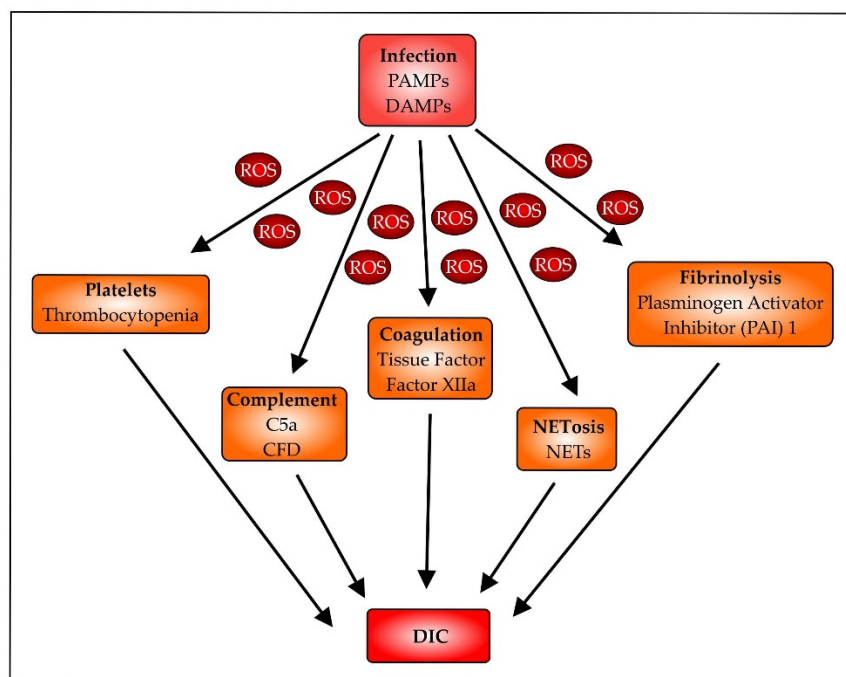 Infection
PAMPs
DAMPs
ROS
ROS
ROS
ROS
ROS
ROS
ROS
ROS
ROS
ROS
ROS
Platelets
Thrombocytopenia
Complement
C5a
CFD
Coagulation
Tissue Factor
Factor XIIa
NETosis
NETs
Fibrinolysis
Plasminogen Activator
Inhibitor (PAI) 1
DIC